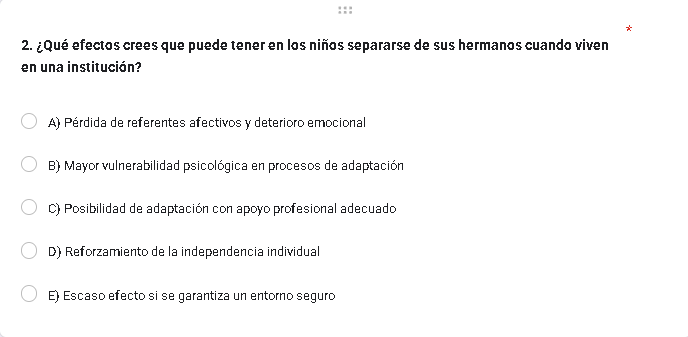 2. ¿Qué efectos crees que puede tener en los niños separarse de sus hermanos cuando viven *
en una institución?
A) Pérdida de referentes afectivos y deterioro emocional
B) Mayor vulnerabilidad psicológica en procesos de adaptación
C) Posibilidad de adaptación con apoyo profesional adecuado
D) Reforzamiento de la independencia individual
E) Escaso efecto si se garantiza un entorno seguro